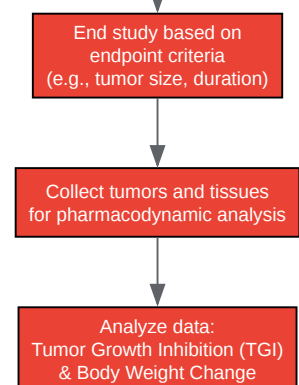 End study based on
endpoint criteria
(e.g., tumor size, duration)
Collect tumors and tissues
for pharmacodynamic analysis
Analyze data:
Tumor Growth Inhibition (TGI)
& Body Weight Change